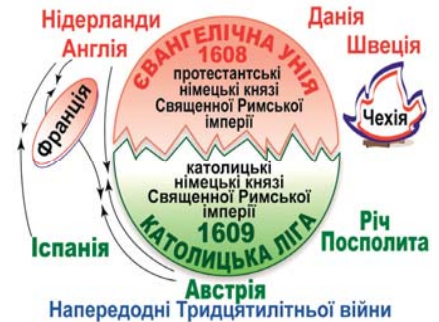 Нідерланди
Англія
Данія
Швеція
Франція
ЄВАНГЕЛІЧНА УНІЯ
1608
протестантські
німецькі князі
Священної Римської
імперії
Чехія
католицькі
німецькі князі
Священної Римської
імперії
1609
КАТОЛИЦЬКА ЛІГА
Іспанія
Річ
Посполита
Австрія
Напередодні Тридцятилітньої війни